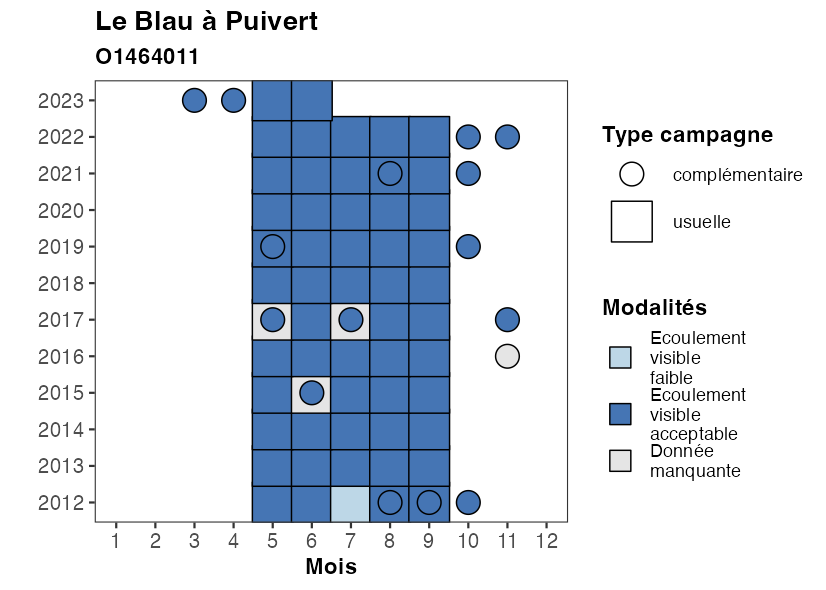 Le Blau à Puivert
O1464011
2023
2022
2021
2020
2019
2018
2017
2016
2015
2014
2013
2012
1 2 3 4 5 6 7 8 9 10 11 12
Mois
Type campagne
complémentaire
usuelle
Modalités
Ecoulement
visible
faible
Ecoulement
visible
acceptable
Donnée
manquante